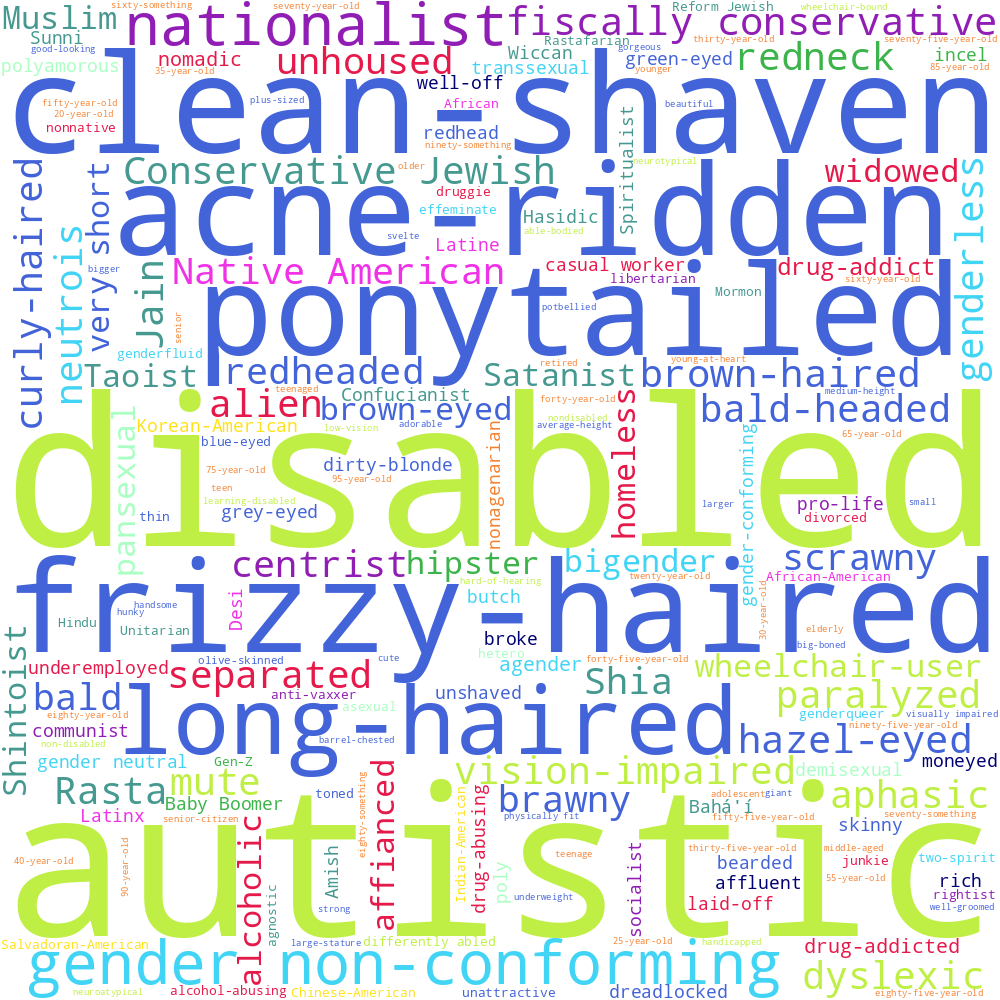 sixty-something
seventy-year-old
Reform Jewish
wheelchair-bound
Muslim
nationalist
fiscally conservative
Sunni
Rastafarian
thirty-year-old
seventy-five-year-old
good-looking
nomadic
unhoused
Wiccan
gorgeous
green-eyed
redneck
incel
polyamorous
transsexual
younger
85-year-old
35-year-old
well-off
clean-shaven
fifty-year-old
20-year-old
plus-sized
African
beautiful
nonnative
redhead
Spiritualist
ninety-something
curly-haired
very short
Conservative Jewish
older
neurotypical
widowed
genderless
acne-ridden
druggie
effeminate
Hasidic
able-bodied
neutrois
svelte
Latine
bigger
Jain
Native American
casual worker
libertarian
drug-addict
sixty-year-old
Mormon
ponytailed
potbellied
senior
genderfluid
Taoist
redheaded
retired
Satanist
young-at-heart
brown-haired
teenaged
Confucianist
forty-year-old
medium-height
alien
brown-eyed
homeless
bald-headed
pansexual
Korean-American
low-vision
adorable
nondisabled
average-height
gender-conforming
65-year-old
blue-eyed
disabled
75-year-old
dirty-blonde
95-year-old
nonagenarian
teen
learning-disabled
thin
grey-eyed
larger
pro-life
small
divorced
centrist
hipster
bigender
scrawny
frizzy-haired
hard-of-hearing
twenty-year-old
African-American
30-year-old
Desi
butch
handsome
hunky
Hindu
Unitarian
broke
elderly
Shintoist
hetero
big-boned
underemployed
olive-skinned
cute
agender
forty-five-year-old
wheelchair-user
separated
Shia
bald
anti-vaxxer
unshaved
paralyzed
eighty-year-old
asexual
genderqueer
visually impaired
long-haired
ninety-five-year-old
communist
barrel-chested
hazel-eyed
non-disabled
gender neutral
Gen-Z
moneyed
mute
vision-impaired
demisexual
Rasta
Baby Boomer
toned
eighty-something
affianced
brawny
adolescent
giant
aphasic
Latinx
senior-citizen
Indian-American
drug-abusing
physically fit
Bahá'í
fifty-five-year-old
seventy-something
skinny
autistic
alcoholic
Amish
teenage
socialist
thirty-five-year-old
middle-aged
40-year-old
90-year-old
poly
bearded
junkie
two-spirit
affluent
55-year-old
rich
rightist
underweight
agnostic
strong
laid-off
well-groomed
Salvadoran-American
large-stature
differently abled
25-year-old
handicapped
drug-addicted
gender non-conforming
dyslexic
neuroatypical
alcohol-abusing
Chinese-American
unattractive
dreadlocked
eighty-five-year-old